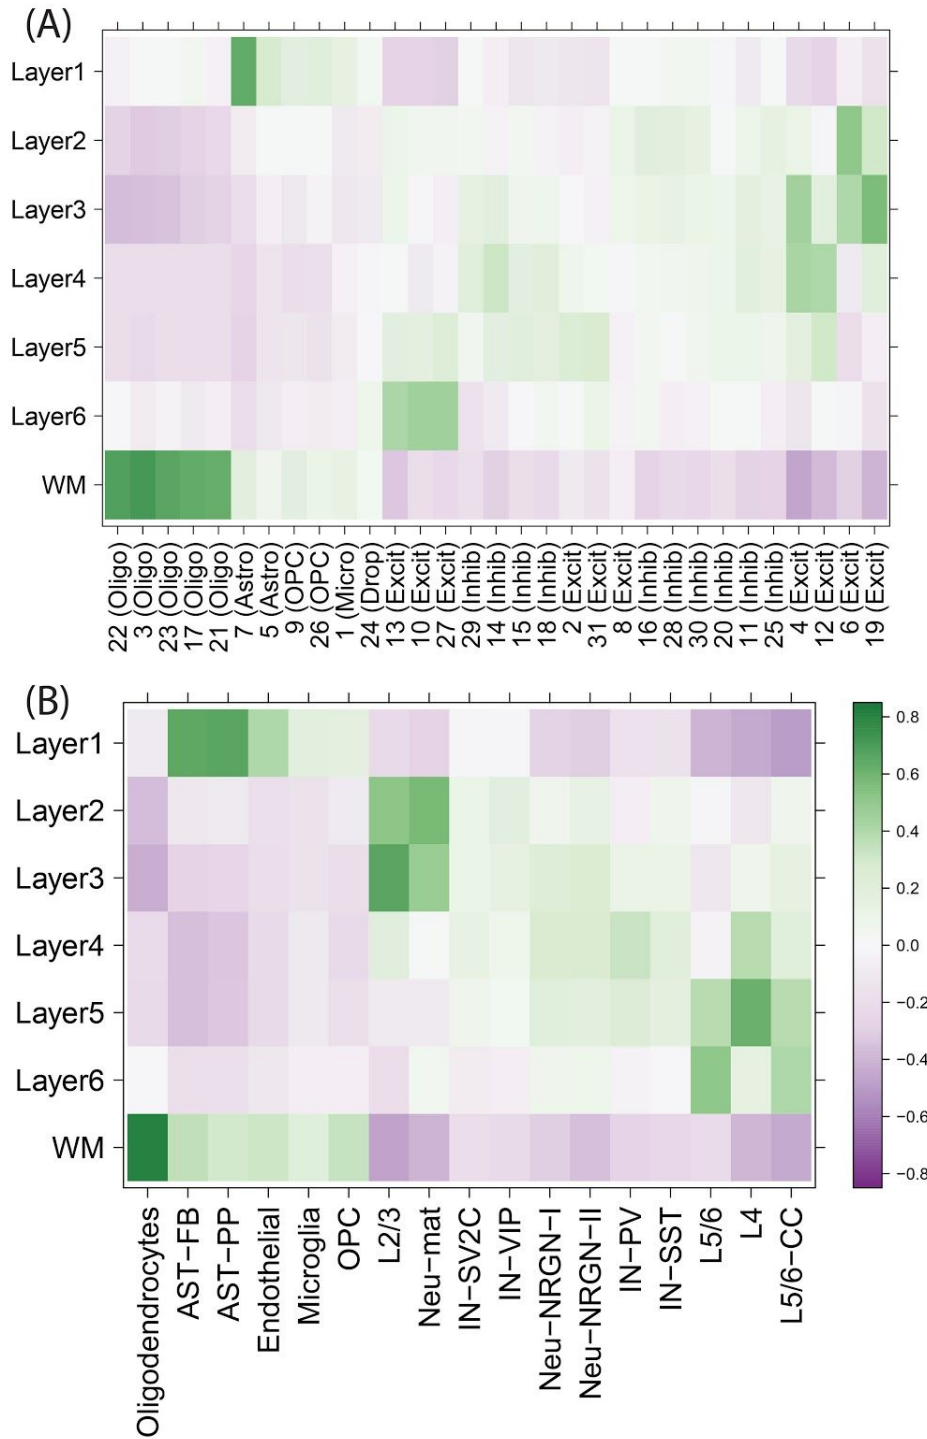 (A)
Layer1
Layer2
Layer3
Layer4
Layer5
Layer6
WM
22 (Oligo)
3 (Oligo)
23 (Oligo)
17 (Oligo)
21 (Oligo)
7 (Astro)
5 (Astro)
9 (OPC)
26 (OPC)
1 (Micro)
24 (Drop)
13 (Excit)
10 (Excit)
27 (Excit)
29 (Inhib)
14 (Inhib)
15 (Inhib)
18 (Inhib)
2 (Excit)
31 (Excit)
8 (Excit)
16 (Inhib)
28 (Inhib)
30 (Inhib)
20 (Inhib)
11 (Inhib)
25 (Inhib)
4 (Excit)
12 (Excit)
6 (Excit)
19 (Excit)
(B)
Layer1
Layer2
Layer3
Layer4
Layer5
Layer6
WM
Oligodendrocytes
AST−FB
AST−PP
Endothelial
Microglia
OPC
L2/3
Neu−mat
IN−SV2C
IN−VIP
Neu−NRGN−I
Neu−NRGN−II
IN−PV
IN−SST
L5/6
L4
L5/6−CC
0.8
0.6
0.4
0.2
0.0
−0.2
−0.4
−0.6
−0.8